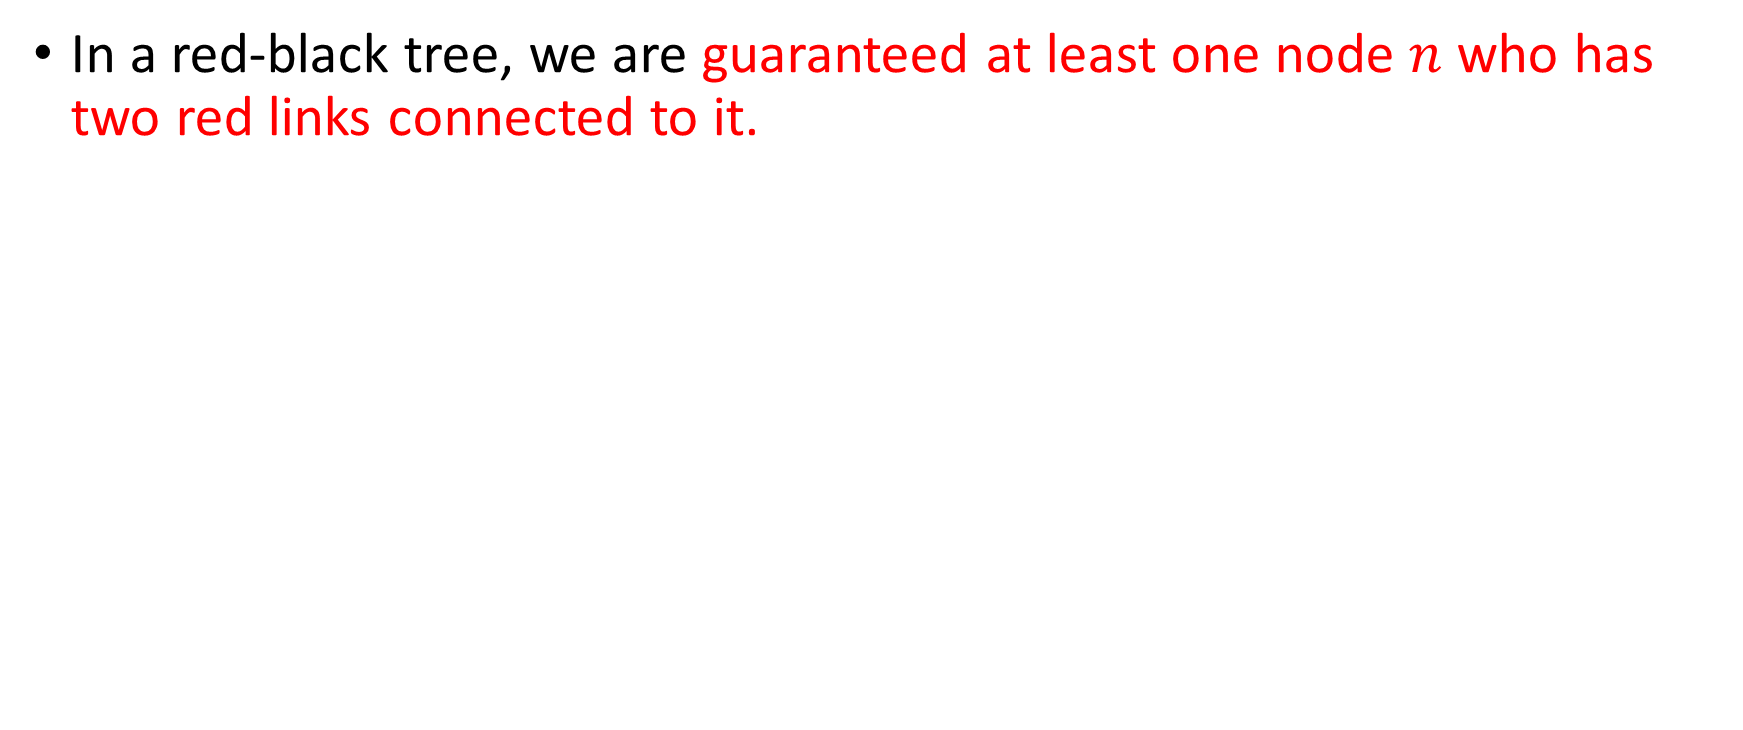 • In a red-black tree, we are guaranteed at least one node n who has
two red links connected to it.